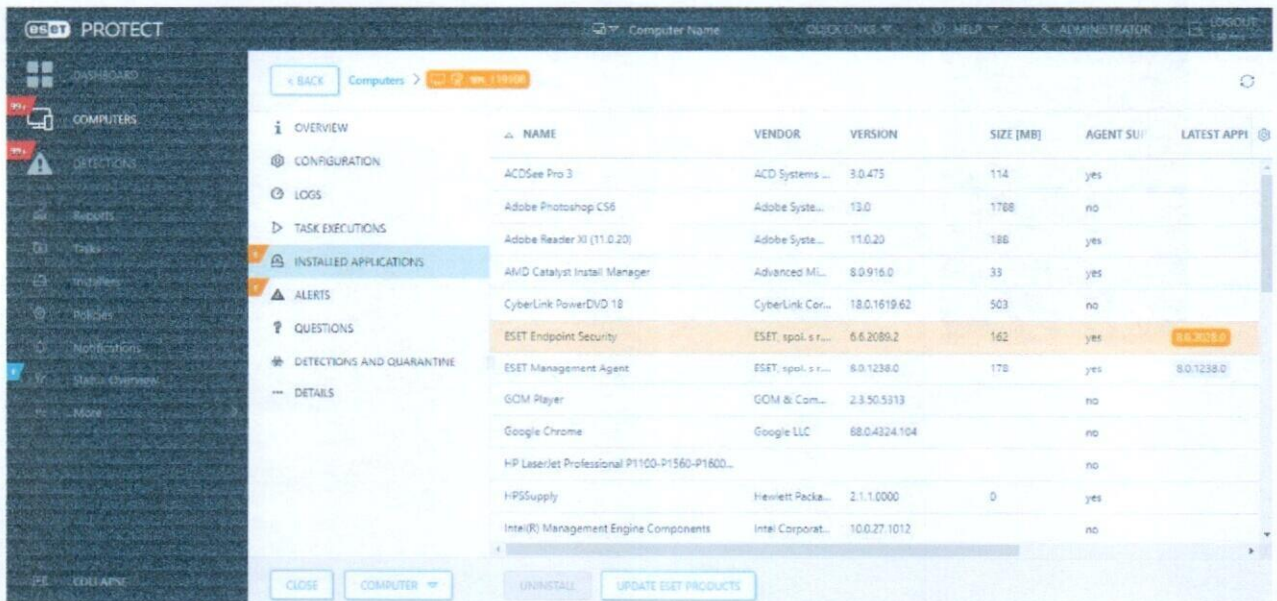 eset PROTECT
Computer Name
QUICK LINKS
HELP
ADMINISTRATOR
LOGOUT
DASHBOARD
COMPUTERS
DETECTIONS
Reports
Tasks
Installers
Policies
Notifications
Status Overview
More
COLLAPSE
99+
99+
< BACK Computers >
OVERVIEW
CONFIGURATION
LOGS
TASK EXECUTIONS
INSTALLED APPLICATIONS
ALERTS
QUESTIONS
DETECTIONS AND QUARANTINE
DETAILS
NAME VENDOR VERSION SIZE [MB] AGENT SUP LATEST APPL
ACDSee Pro 3 ACD Systems ... 3.0.475 114 yes
Adobe Photoshop CS6 Adobe Syste... 13.0 1788 no
Adobe Reader XI (11.0.20) Adobe Syste... 11.0.20 188 yes
AMD Catalyst Install Manager Advanced Mi... 8.0.916.0 33 yes
CyberLink PowerDVD 18 CyberLink Cor... 18.0.1619.62 503 no
ESET Endpoint Security ESET, spol. s r.... 6.6.2089.2 162 yes 8.0.2028.0
ESET Management Agent ESET, spol. s r.... 8.0.1238.0 178 yes 8.0.1238.0
GOM Player GOM & Com... 2.3.50.5313 no
Google Chrome Google LLC 88.0.4324.104 no
HP LaserJet Professional P1100-P1560-P1600... no
HPSSupply Hewlett Packa... 2.1.1.0000 0 yes
Intel(R) Management Engine Components Intel Corporat... 10.0.27.1012 no
CLOSE COMPUTER UNINSTALL UPDATE ESET PRODUCTS